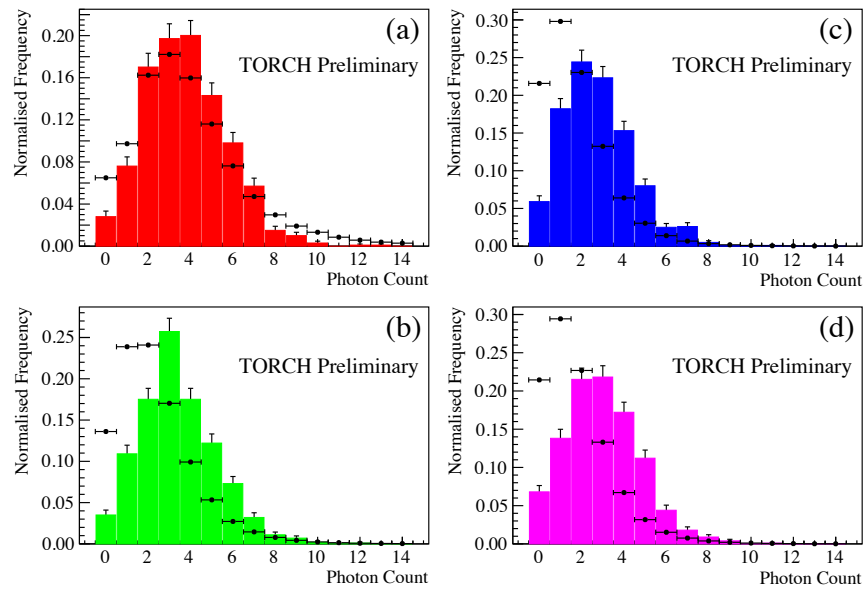 (a)
TORCH Preliminary
Normalised Frequency
0.20
0.16
0.12
0.08
0.04
0.00
0 2 4 6 8 10 12 14
Photon Count
(c)
TORCH Preliminary
Normalised Frequency
0.30
0.25
0.20
0.15
0.10
0.05
0.00
0 2 4 6 8 10 12 14
Photon Count
(b)
TORCH Preliminary
Normalised Frequency
0.25
0.20
0.15
0.10
0.05
0.00
0 2 4 6 8 10 12 14
Photon Count
(d)
TORCH Preliminary
Normalised Frequency
0.30
0.25
0.20
0.15
0.10
0.05
0.00
0 2 4 6 8 10 12 14
Photon Count